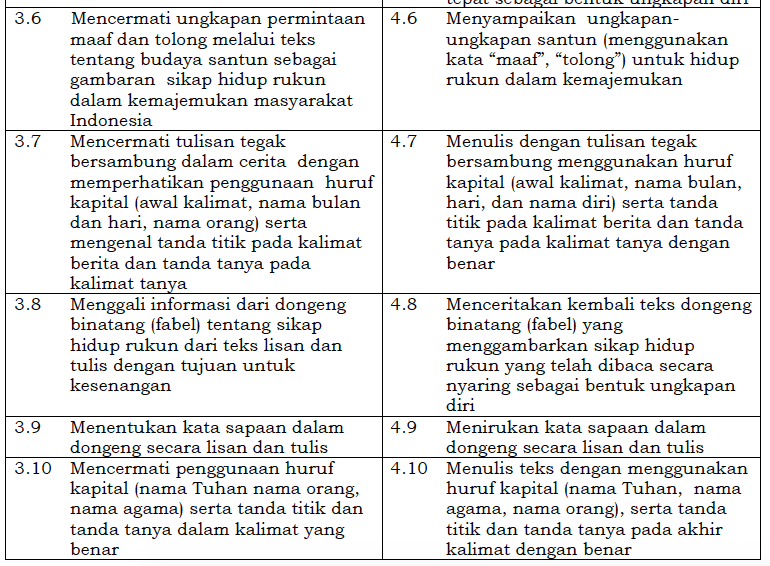 tepat sebagai bentuk ungkapan diri
3.6 Mencermati ungkapan permintaan
maaf dan tolong melalui teks
tentang budaya santun sebagai
gambaran sikap hidup rukun
dalam kemajemukan masyarakat
Indonesia
4.6 Menyampaikan ungkapan-
ungkapan santun (menggunakan
kata “maaf”, “tolong”) untuk hidup
rukun dalam kemajemukan
3.7 Mencermati tulisan tegak
bersambung dalam cerita dengan
memperhatikan penggunaan huruf
kapital (awal kalimat, nama bulan
dan hari, nama orang) serta
mengenal tanda titik pada kalimat
berita dan tanda tanya pada
kalimat tanya
4.7 Menulis dengan tulisan tegak
bersambung menggunakan huruf
kapital (awal kalimat, nama bulan,
hari, dan nama diri) serta tanda
titik pada kalimat berita dan tanda
tanya pada kalimat tanya dengan
benar
3.8 Menggali informasi dari dongeng
binatang (fabel) tentang sikap
hidup rukun dari teks lisan dan
tulis dengan tujuan untuk
kesenangan
4.8 Menceritakan kembali teks dongeng
binatang (fabel) yang
menggambarkan sikap hidup
rukun yang telah dibaca secara
nyaring sebagai bentuk ungkapan
diri
3.9 Menentukan kata sapaan dalam
dongeng secara lisan dan tulis
4.9 Menirukan kata sapaan dalam
dongeng secara lisan dan tulis
3.10 Mencermati penggunaan huruf
kapital (nama Tuhan nama orang,
nama agama) serta tanda titik dan
tanda tanya dalam kalimat yang
benar
4.10 Menulis teks dengan menggunakan
huruf kapital (nama Tuhan, nama
agama, nama orang), serta tanda
titik dan tanda tanya pada akhir
kalimat dengan benar